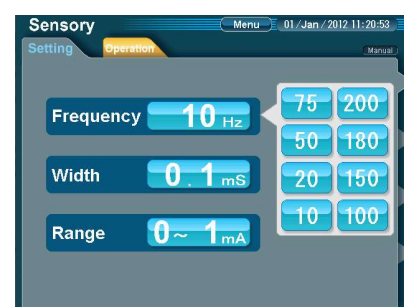 Sensory Menu 01/Jan/2012 11:20:53
Setting Operation Manual
Frequency 10 Hz 75 200
50 180
Width 0.1 mS 20 150
10 100
Range 0~ 1 mA